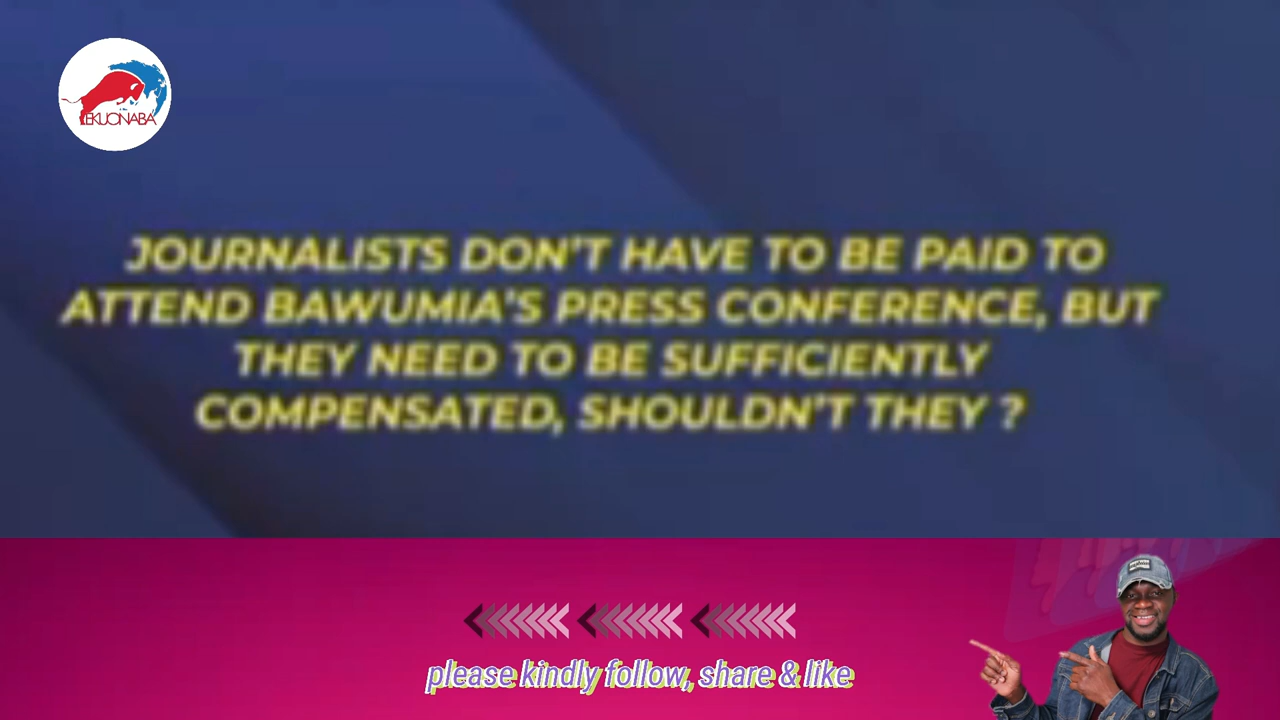 EKUONABA
JOURNALISTS DON'T HAVE TO BE PAID TO
ATTEND BAWUMIA'S PRESS CONFERENCE, BUT
THEY NEED TO BE SUFFICIENTLY
COMPENSATED, SHOULDN'T THEY ?
please kindly follow, share & like